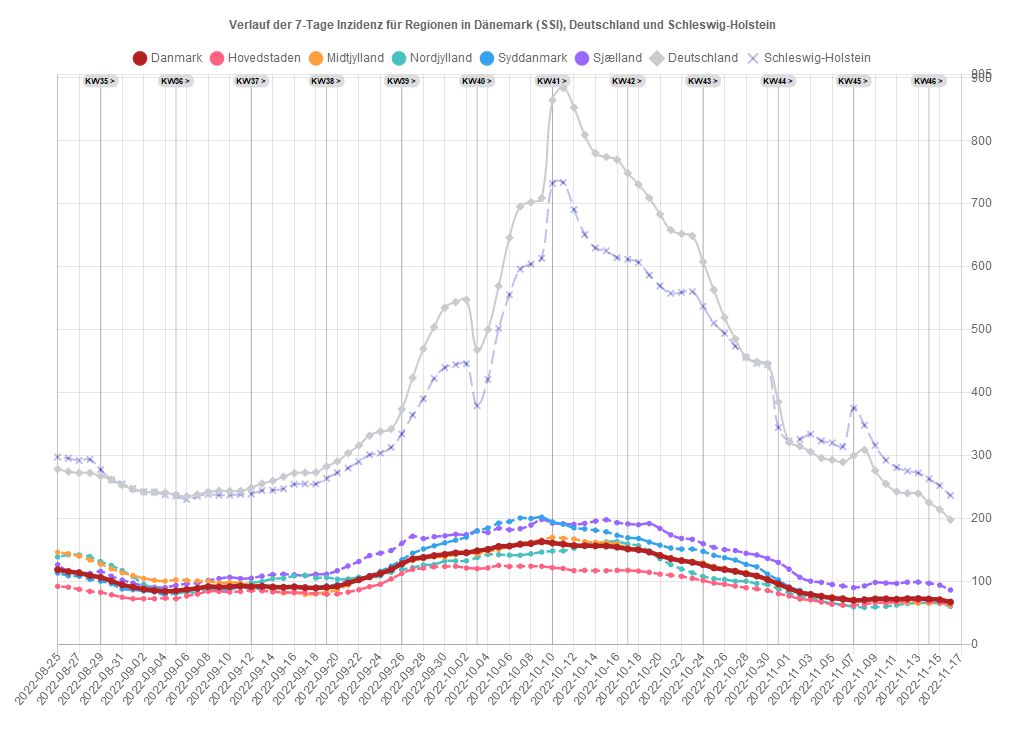 Verlauf der 7-Tage Inzidenz für Regionen in Dänemark (SSI), Deutschland und Schleswig-Holstein
Danmark Hovedstaden Midtjylland Nordjylland Syddanmark Sjælland Deutschland Schleswig-Holstein
KW35 > KW36 > KW37 > KW38 > KW39 > KW40 > KW41 > KW42 > KW43 > KW44 > KW45 > KW46 >
905
900
800
700
600
500
400
300
200
100
0
2022-08-25 2022-08-27 2022-08-29 2022-08-31 2022-09-02 2022-09-04 2022-09-06 2022-09-08 2022-09-10 2022-09-12 2022-09-14 2022-09-16 2022-09-18 2022-09-20 2022-09-22 2022-09-24 2022-09-26 2022-09-28 2022-09-30 2022-10-02 2022-10-04 2022-10-06 2022-10-08 2022-10-10 2022-10-12 2022-10-14 2022-10-16 2022-10-18 2022-10-20 2022-10-22 2022-10-24 2022-10-26 2022-10-28 2022-10-30 2022-11-01 2022-11-03 2022-11-05 2022-11-07 2022-11-09 2022-11-11 2022-11-13 2022-11-15 2022-11-17